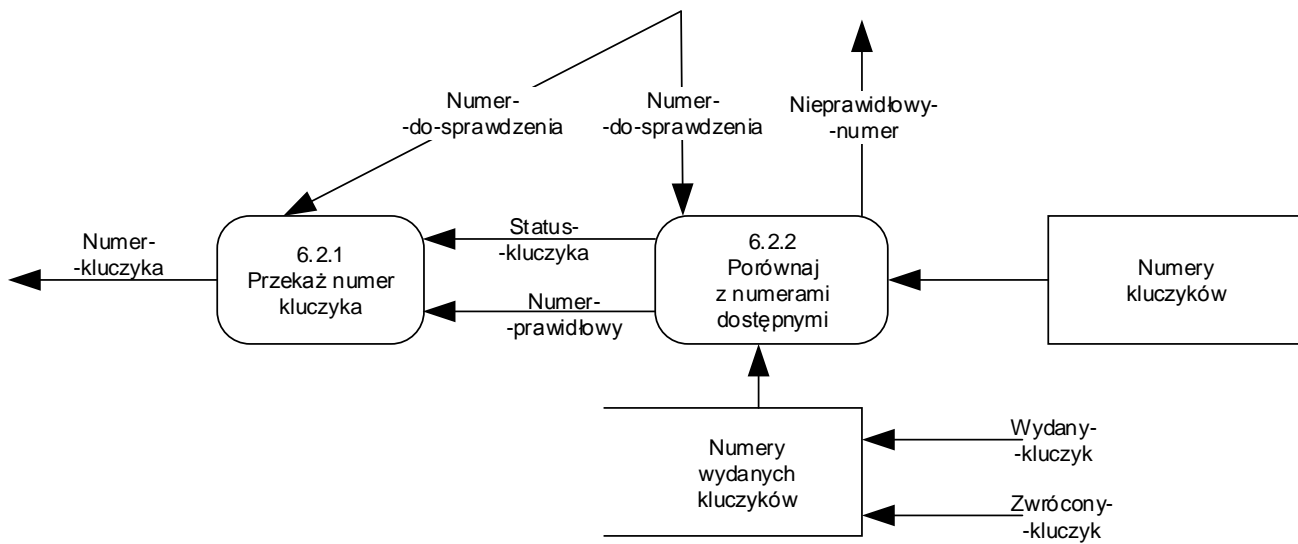 Numer-
-do-sprawdzenia
Numer-
-do-sprawdzenia
Nieprawidłowy-
-numer
Numer-
-kluczyka
6.2.1
Przekaż numer
kluczyka
Status-
-kluczyka
Numer-
-prawidłowy
6.2.2
Porównaj
z numerami
dostępnymi
Numery
kluczyków
Numery
wydanych
kluczyków
Wydany-
-kluczyk
Zwrócony-
-kluczyk